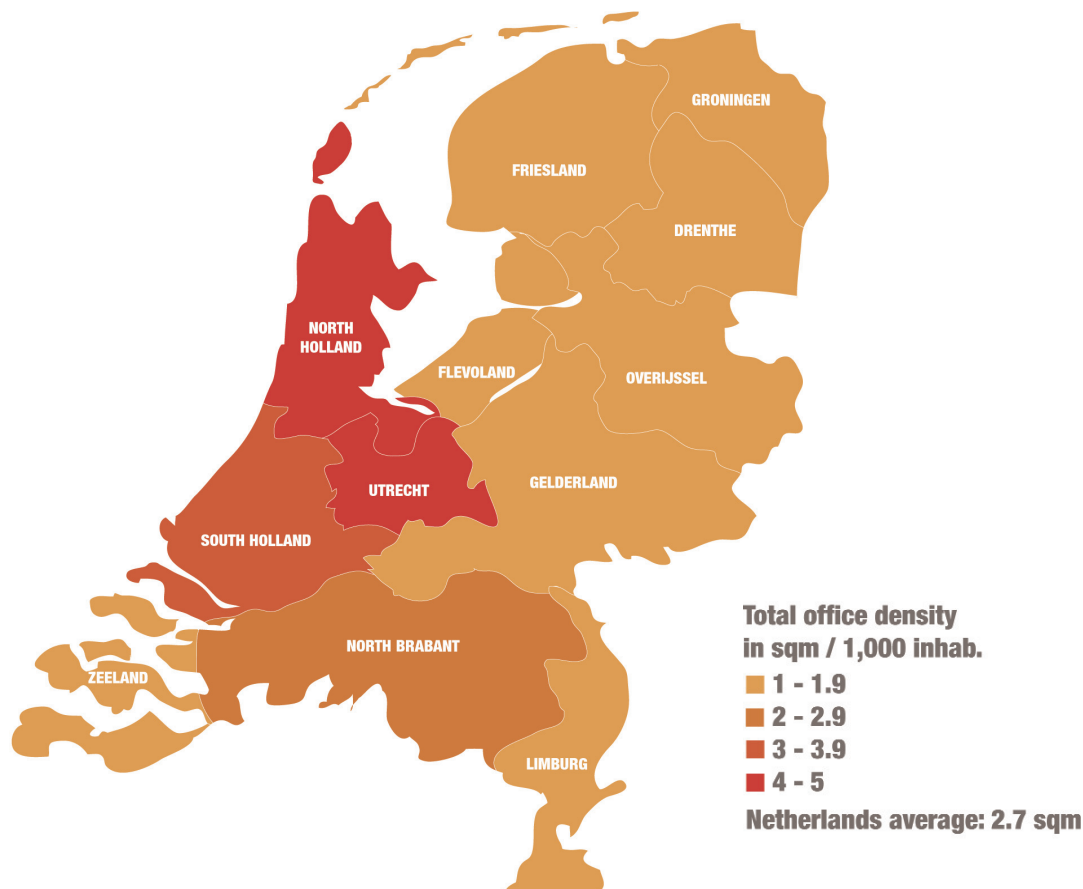 GRONINGEN
FRIESLAND
DRENTHE
NORTH
HOLLAND
FLEVOLAND
OVERIJSSEL
UTRECHT
GELDERLAND
SOUTH HOLLAND
NORTH BRABANT
ZEELAND
LIMBURG
Total office density
in sqm / 1,000 inhab.
1 - 1.9
2 - 2.9
3 - 3.9
4 - 5
Netherlands average: 2.7 sqm